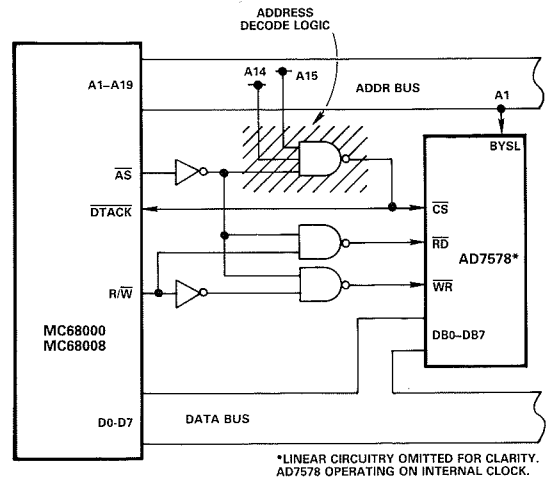 ADDRESS
DECODE LOGIC
A1–A19
A14
A15
ADDR BUS
A1
BYSL
AS
DTACK
CS
RD
AD7578*
R/W
WR
MC68000
MC68008
DB0–DB7
D0-D7
DATA BUS
*LINEAR CIRCUITRY OMITTED FOR CLARITY.
AD7578 OPERATING ON INTERNAL CLOCK.